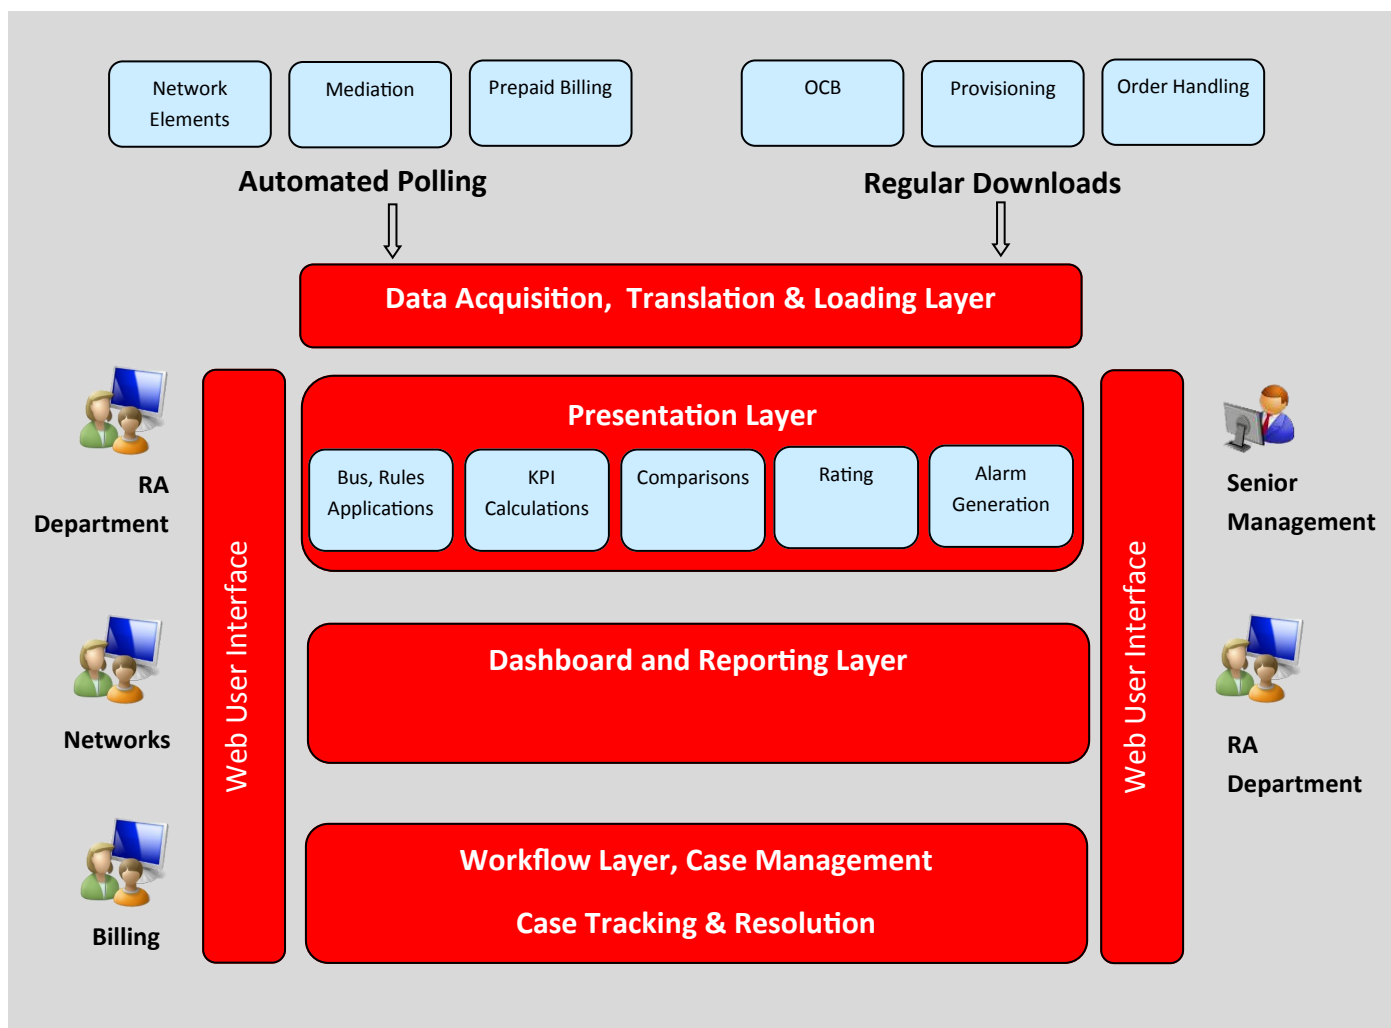 Network
Elements
Mediation
Prepaid Billing
OCB
Provisioning
Order Handling
Automated Polling
Regular Downloads
Data Acquisition,  Translation & Loading Layer
RA
Department
Networks
Billing
Web User Interface
Presentation Layer
Bus, Rules
Applications
KPI
Calculations
Comparisons
Rating
Alarm
Generation
Dashboard and Reporting Layer
Workflow Layer, Case Management
Case Tracking & Resolution
Web User Interface
Senior
Management
RA
Department